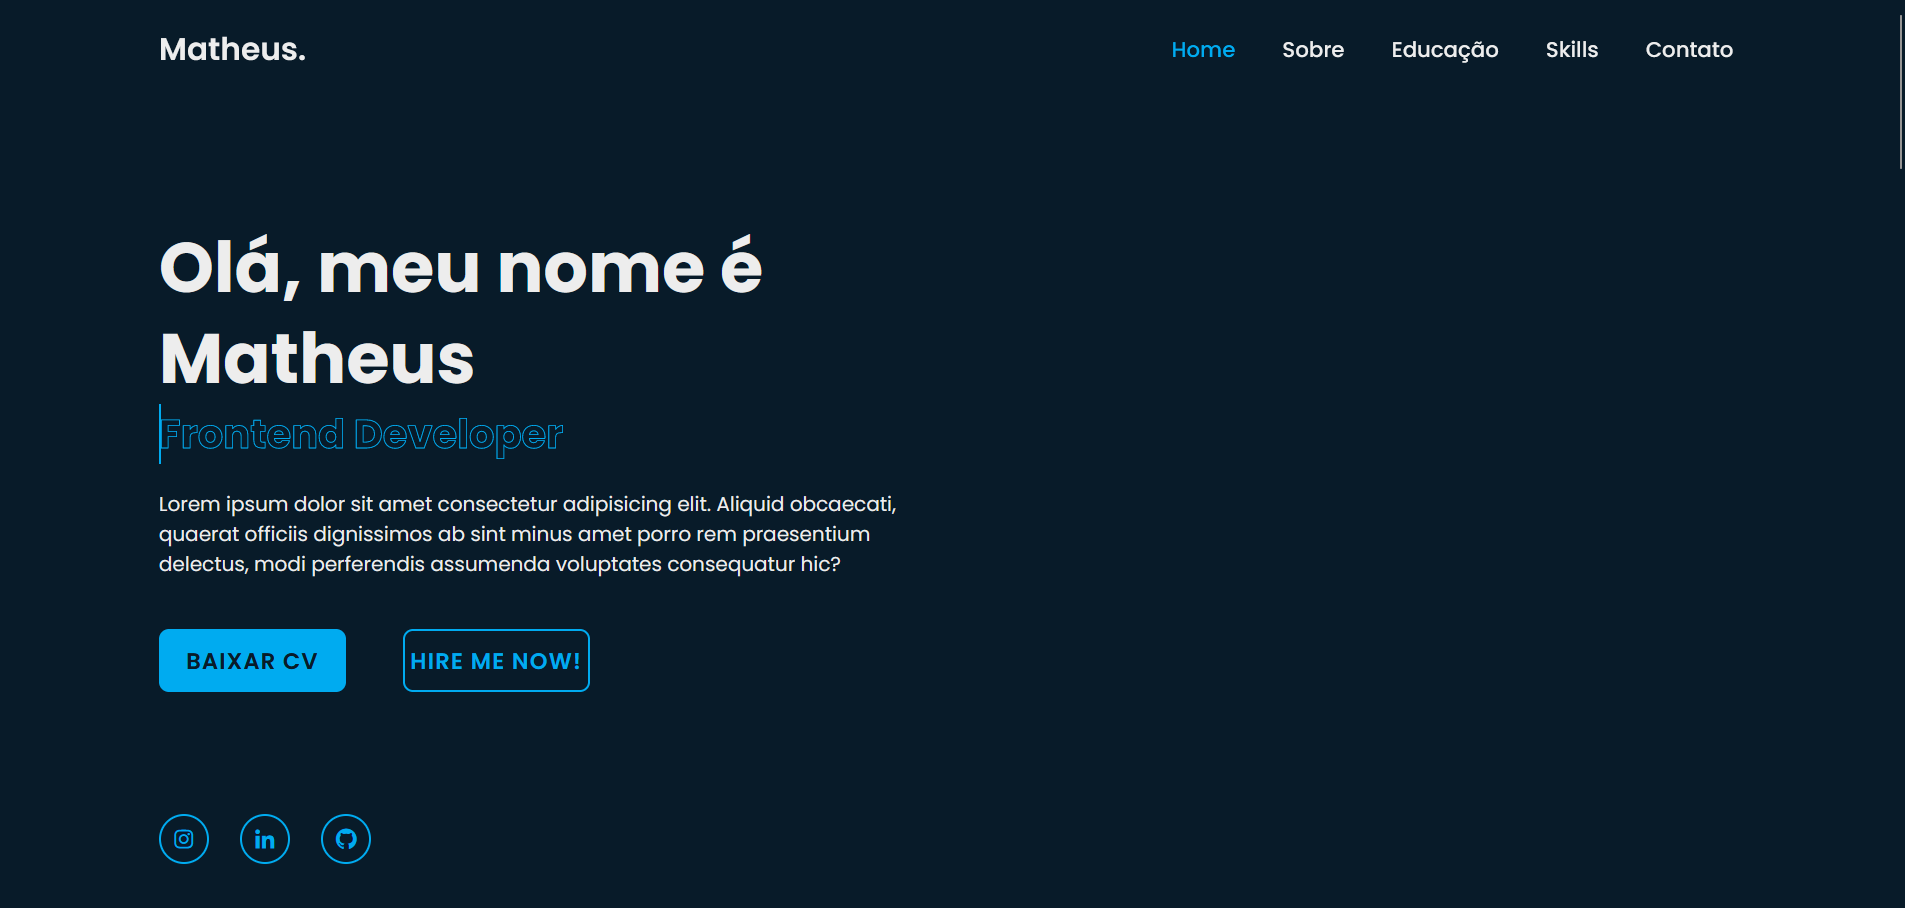 Matheus.
Home Sobre Educação Skills Contato
Olá, meu nome é
Matheus
Frontend Developer
Lorem ipsum dolor sit amet consectetur adipisicing elit. Aliquid obcaecati,
quaerat officiis dignissimos ab sint minus amet porro rem praesentium
delectus, modi perferendis assumenda voluptates consequatur hic?
BAIXAR CV HIRE ME NOW!
in